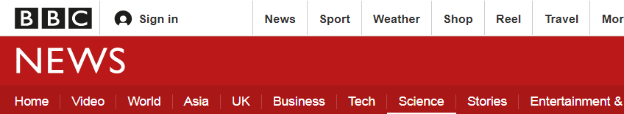 BBC Sign in News Sport Weather Shop Reel Travel Mor
NEWS
Home Video World Asia UK Business Tech Science Stories Entertainment &